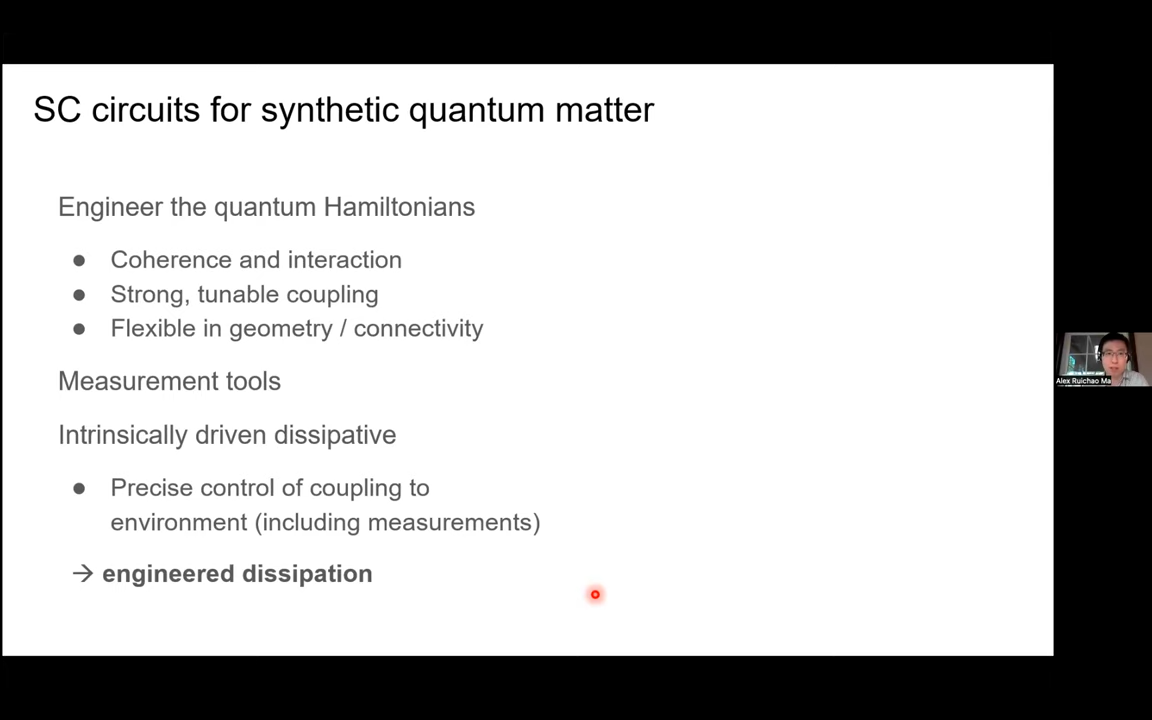 SC circuits for synthetic quantum matter
Engineer the quantum Hamiltonians
● Coherence and interaction
● Strong, tunable coupling
● Flexible in geometry / connectivity
Measurement tools
Intrinsically driven dissipative
● Precise control of coupling to
environment (including measurements)
→ engineered dissipation
Alex Ruichao Ma